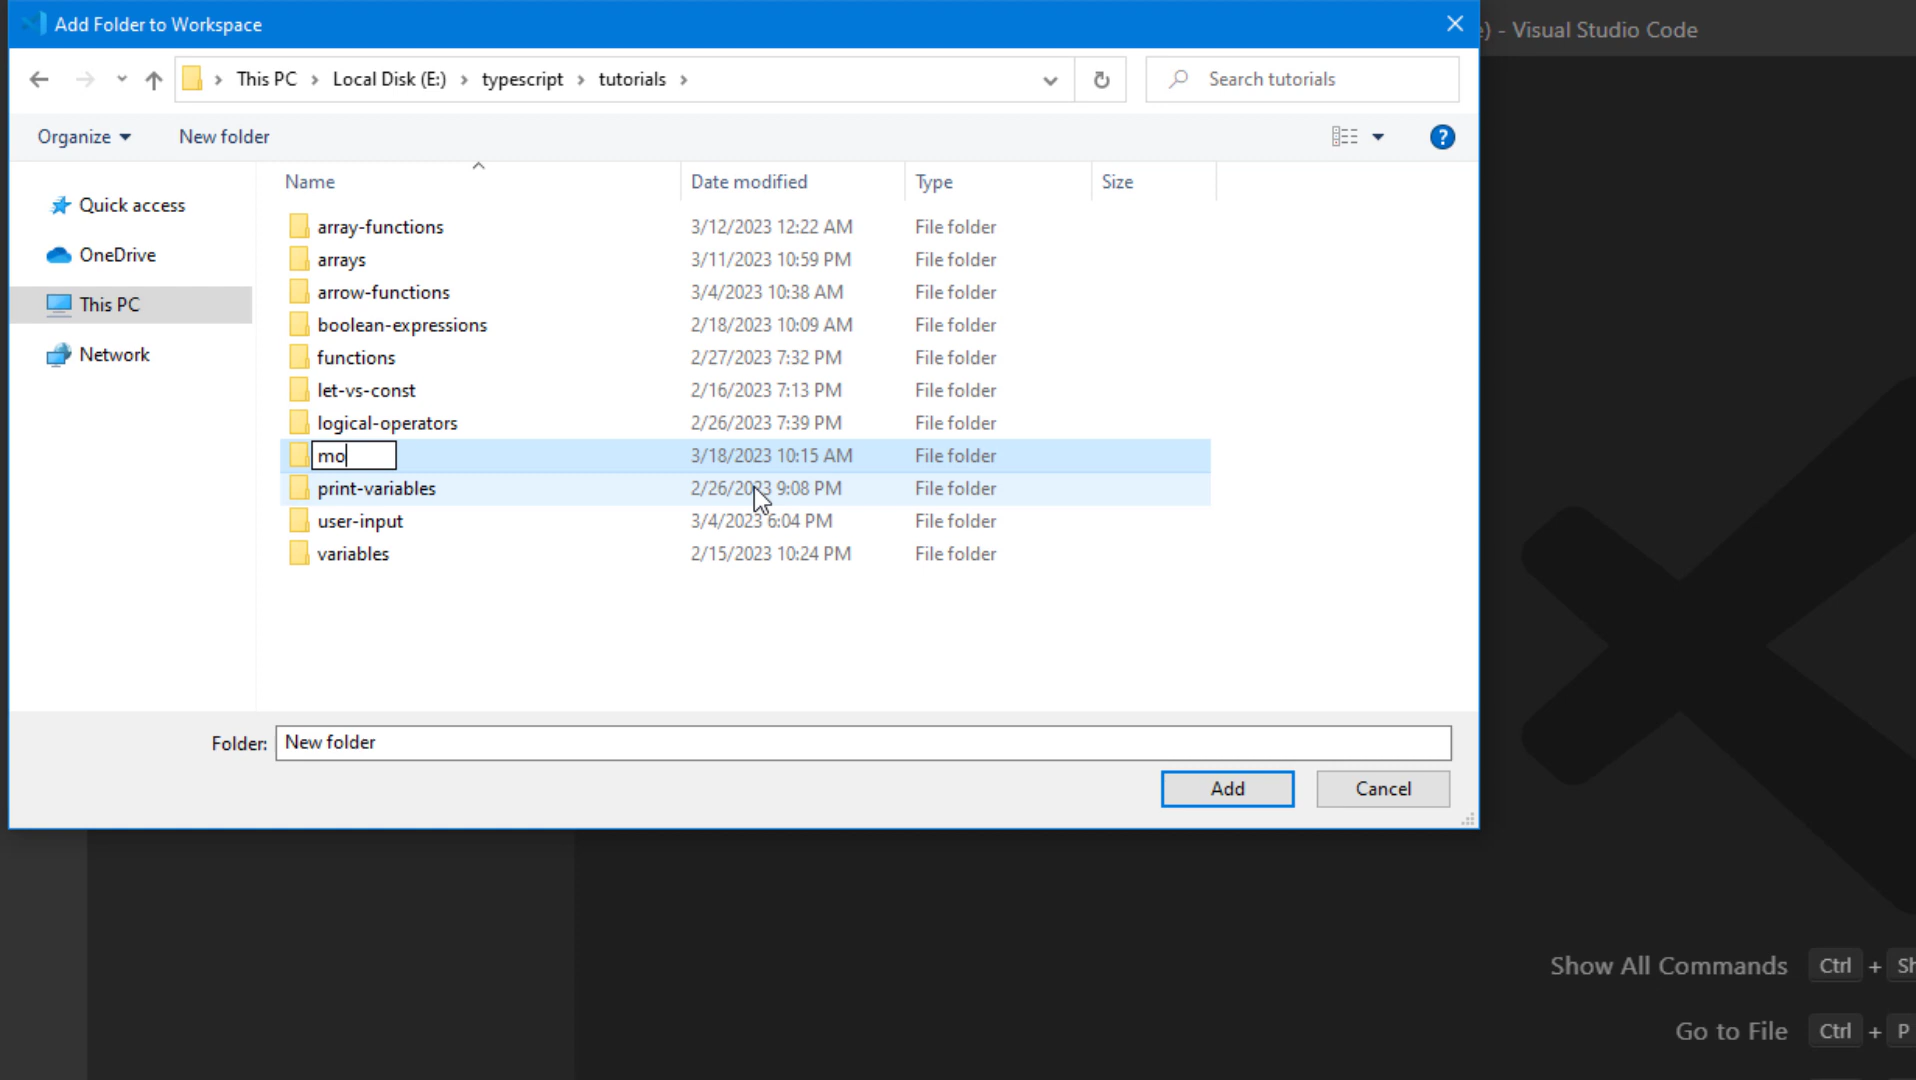 Add Folder to Workspace
) - Visual Studio Code
This PC > Local Disk (E:) > typescript > tutorials >
Search tutorials
Organize
New folder
?
Name Date modified Type Size
Quick access
OneDrive
This PC
Network
array-functions 3/12/2023 12:22 AM File folder
arrays 3/11/2023 10:59 PM File folder
arrow-functions 3/4/2023 10:38 AM File folder
boolean-expressions 2/18/2023 10:09 AM File folder
functions 2/27/2023 7:32 PM File folder
let-vs-const 2/16/2023 7:13 PM File folder
logical-operators 2/26/2023 7:39 PM File folder
mo 3/18/2023 10:15 AM File folder
print-variables 2/26/2023 9:08 PM File folder
user-input 3/4/2023 6:04 PM File folder
variables 2/15/2023 10:24 PM File folder
Folder: New folder
Add Cancel
Show All Commands Ctrl + Sh
Go to File Ctrl + P